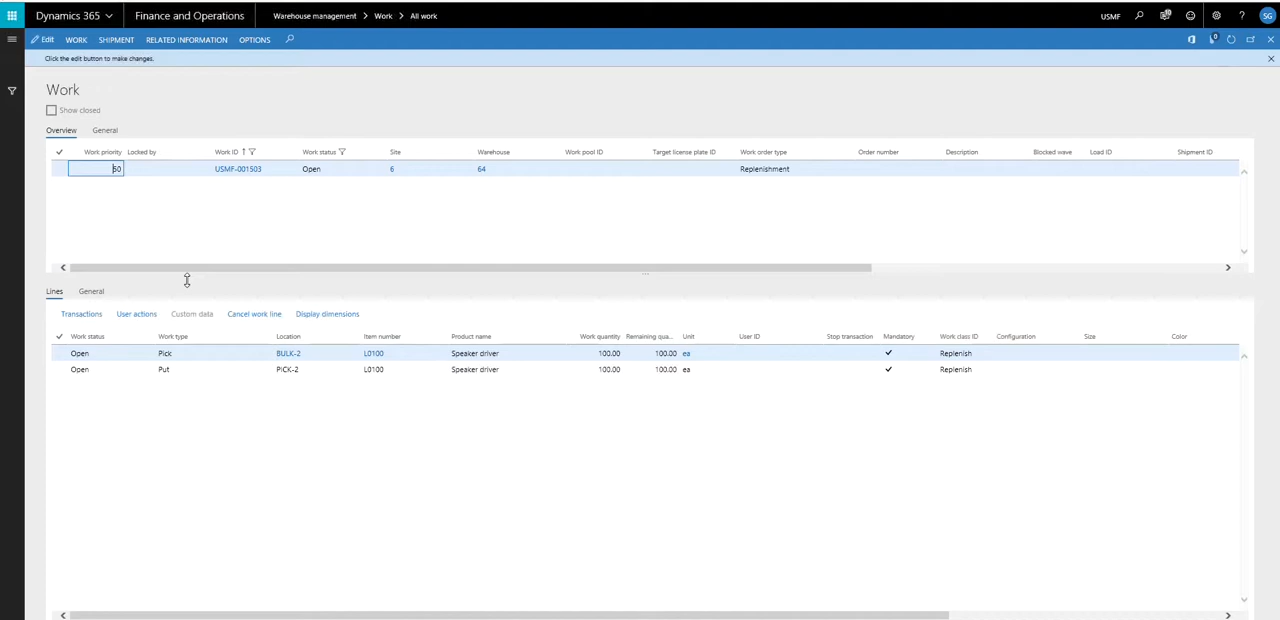 Dynamics 365 Finance and Operations Warehouse management Work All work USMF ? SG
Edit WORK SHIPMENT RELATED INFORMATION OPTIONS 0
Click the edit button to make changes.
Work
Show closed
Overview General
Work priority Locked by Work ID Work status Site Warehouse Work pool ID Target license plate ID Work order type Order number Description Blocked wave Load ID Shipment ID
50 USMF-001503 Open 6 64 Replenishment
Lines General
Transactions User actions Custom data Cancel work line Display dimensions
Work status Work type Location Item number Product name Work quantity Remaining qua... Unit User ID Stop transaction Mandatory Work class ID Configuration Size Color
Open Pick BULK-2 L0100 Speaker driver 100.00 100.00 ea Replenish
Open Put PICK-2 L0100 Speaker driver 100.00 100.00 ea Replenish